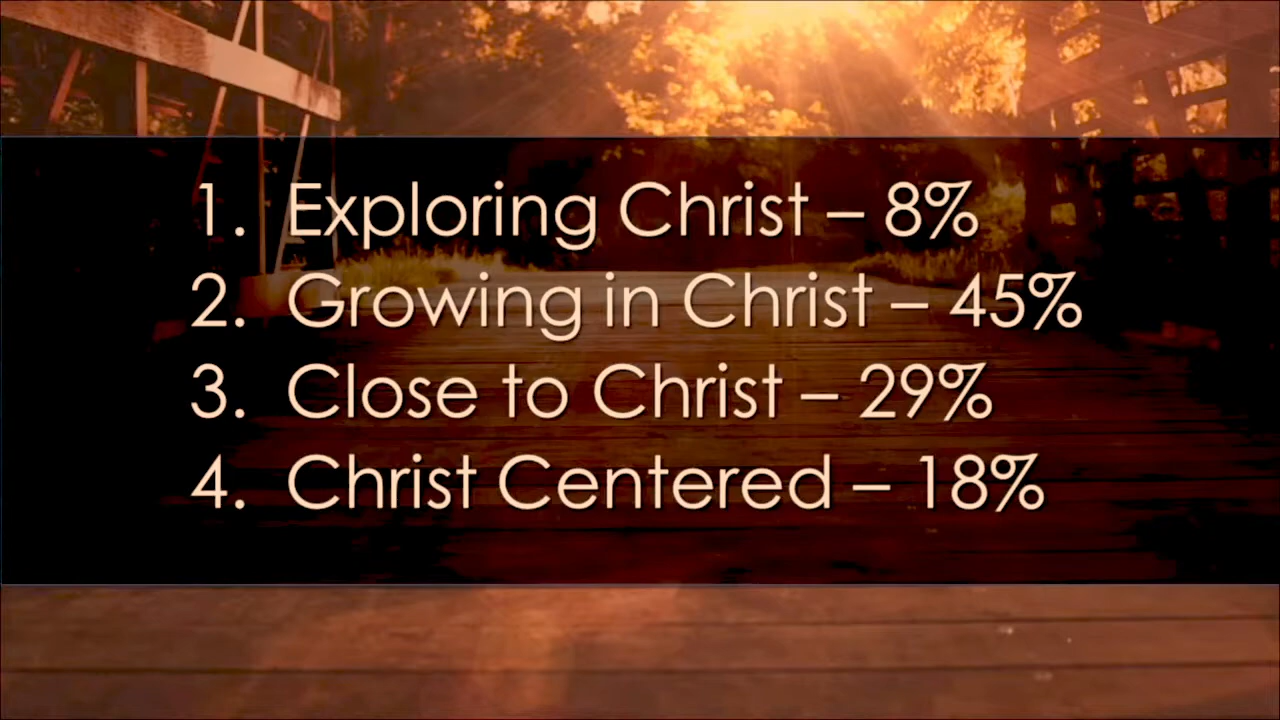 1. Exploring Christ – 8%
2. Growing in Christ – 45%
3. Close to Christ – 29%
4. Christ Centered – 18%